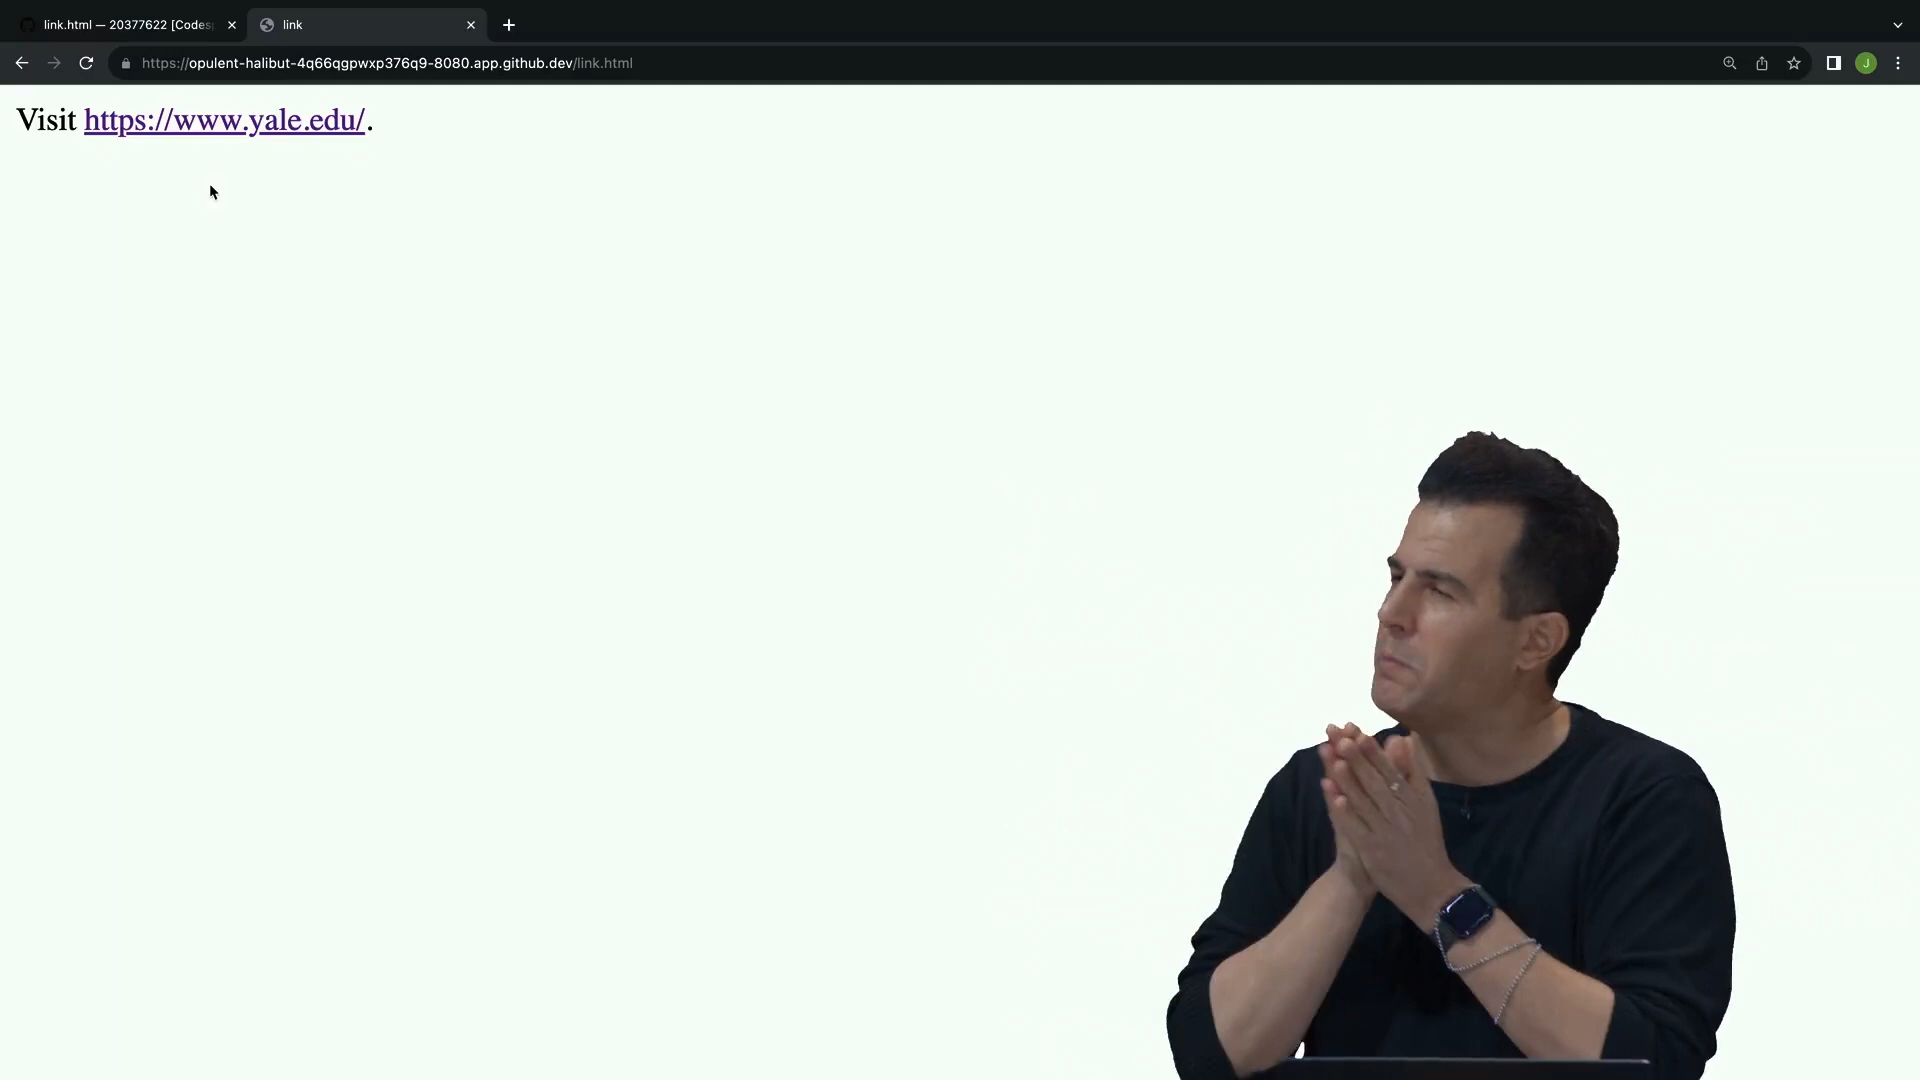 link.html — 20377622 [Codes
link
https://opulent-halibut-4q66qgpwxp376q9-8080.app.github.dev/link.html
J
Visit https://www.yale.edu/.